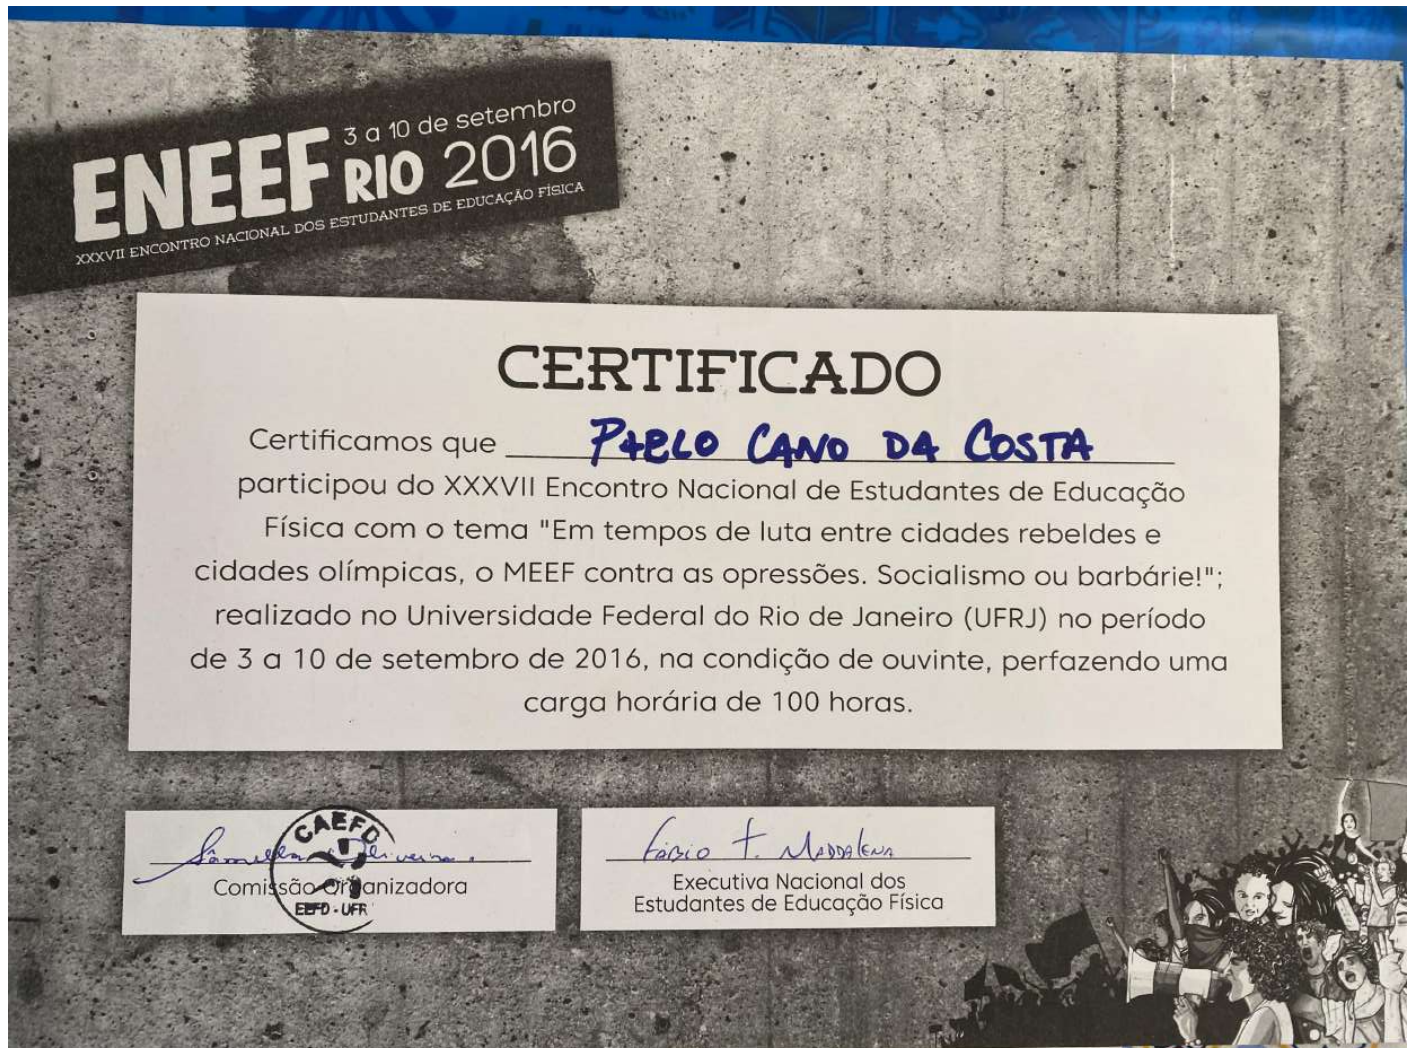 ENEEF 3 a 10 de setembro
RIO 2016
XXXVII ENCONTRO NACIONAL DOS ESTUDANTES DE EDUCAÇÃO FÍSICA
CERTIFICADO
Certificamos que PABLO CANO DA COSTA
participou do XXXVII Encontro Nacional de Estudantes de Educação
Física com o tema "Em tempos de luta entre cidades rebeldes e
cidades olímpicas, o MEEF contra as opressões. Socialismo ou barbárie!";
realizado no Universidade Federal do Rio de Janeiro (UFRJ) no período
de 3 a 10 de setembro de 2016, na condição de ouvinte, perfazendo uma
carga horária de 100 horas.
CAEFD
Oliveira
Comissão Organizadora
EEFD - UFR
Fábio F. Maddalena
Executiva Nacional dos
Estudantes de Educação Física